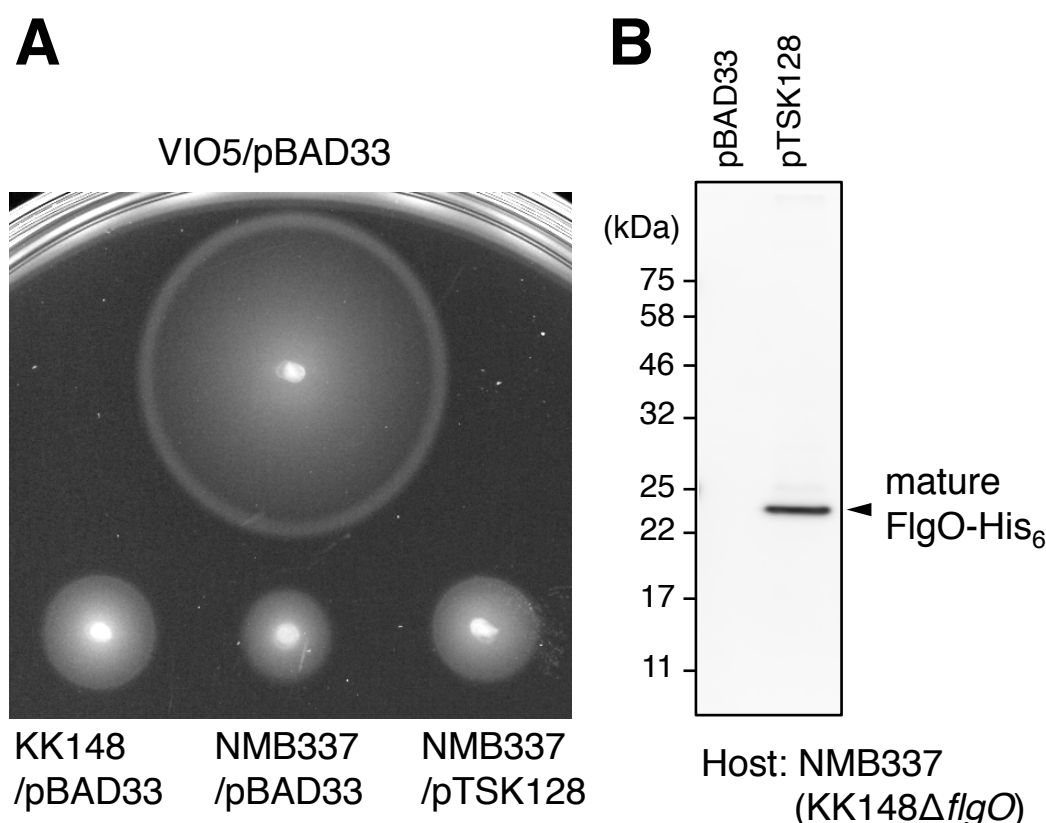 A
VIO5/pBAD33
KK148
/pBAD33
NMB337
/pBAD33
NMB337
/pTSK128
B
pBAD33
pTSK128
(kDa)
75
58
46
32
25
22
17
11
mature
FlgO-His₆
Host: NMB337
(KK148ΔflgO)